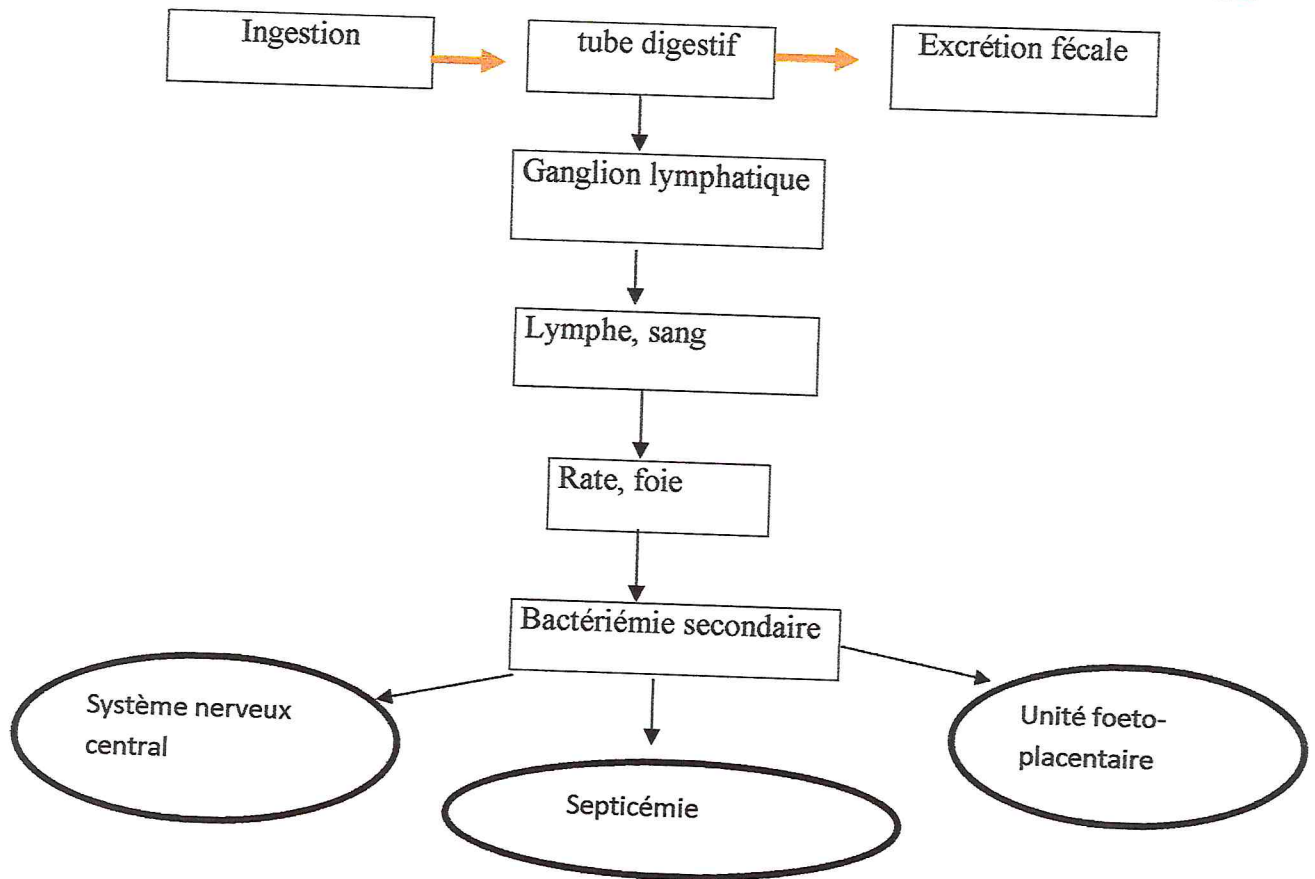 Ingestion
tube digestif
Excrétion fécale
Ganglion lymphatique
Lymphe, sang
Rate, foie
Bactériémie secondaire
Système nerveux
central
Septicémie
Unité foeto-
placentaire